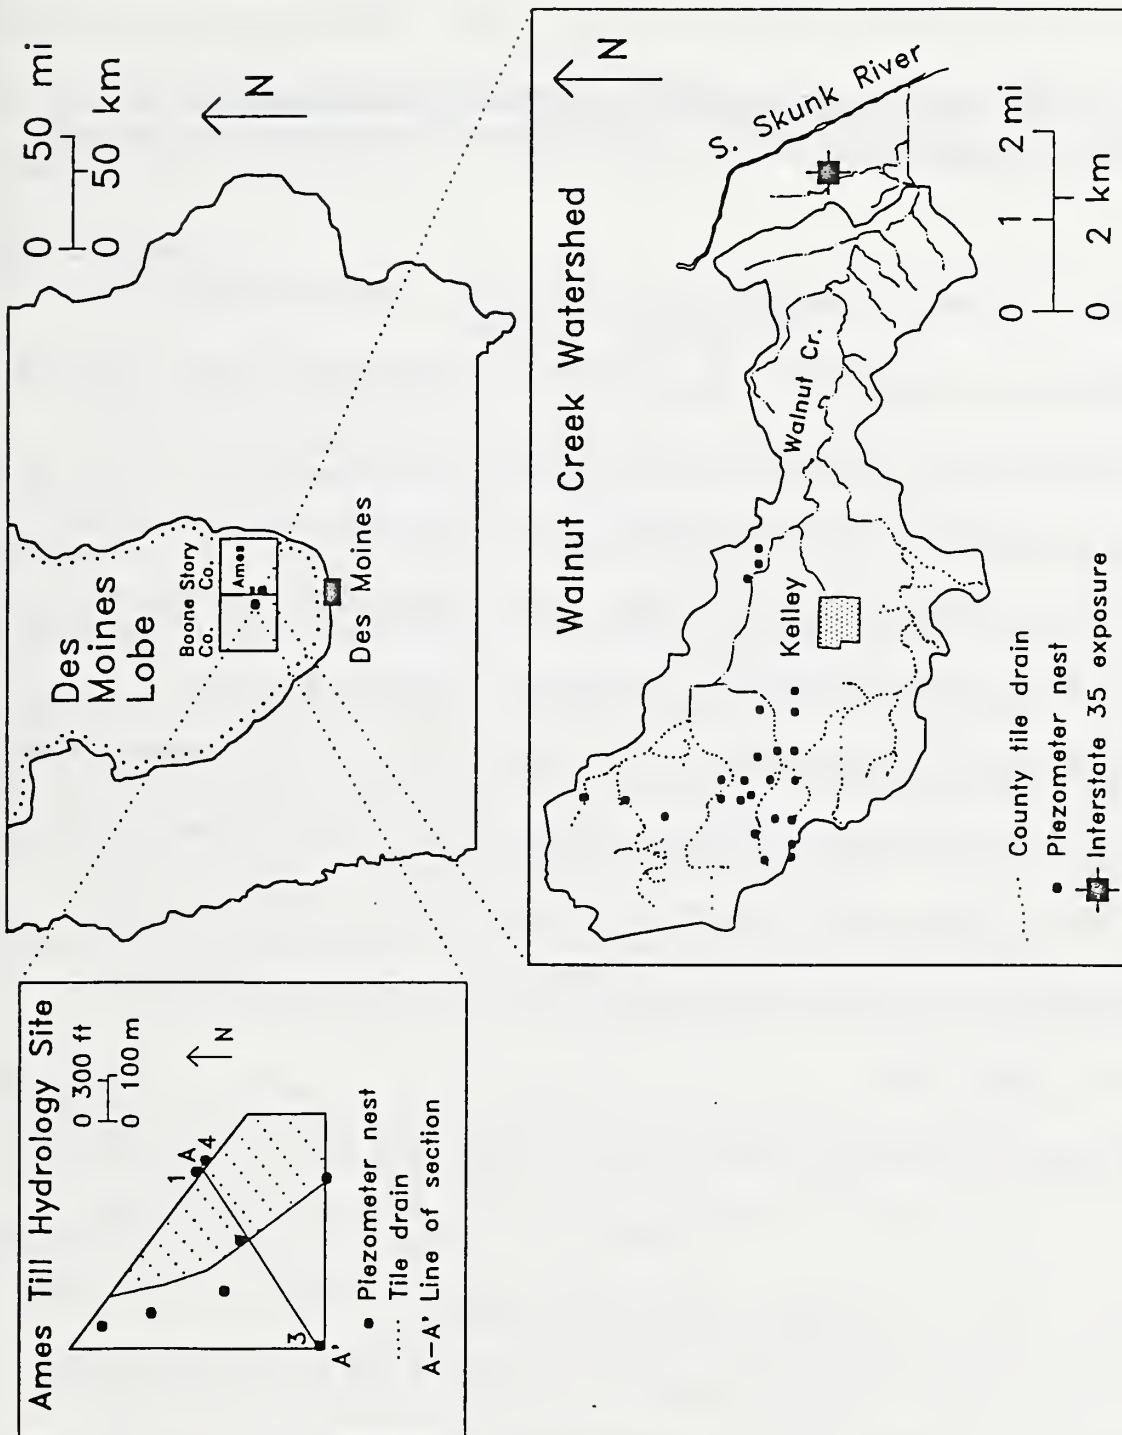 Ames Till Hydrology Site
0 300 ft
0 100 m
N
1
A
4
3
A'
Piezometer nest
Tile drain
A-A' Line of section
0 50 mi
0 50 km
N
Des
Moines
Lobe
Boone Story
Co. Co.
Ames
Des Moines
Walnut Creek Watershed
N
S. Skunk River
Walnut Cr.
Kelley
0 1 2 mi
0 2 km
County tile drain
Piezometer nest
Interstate 35 exposure